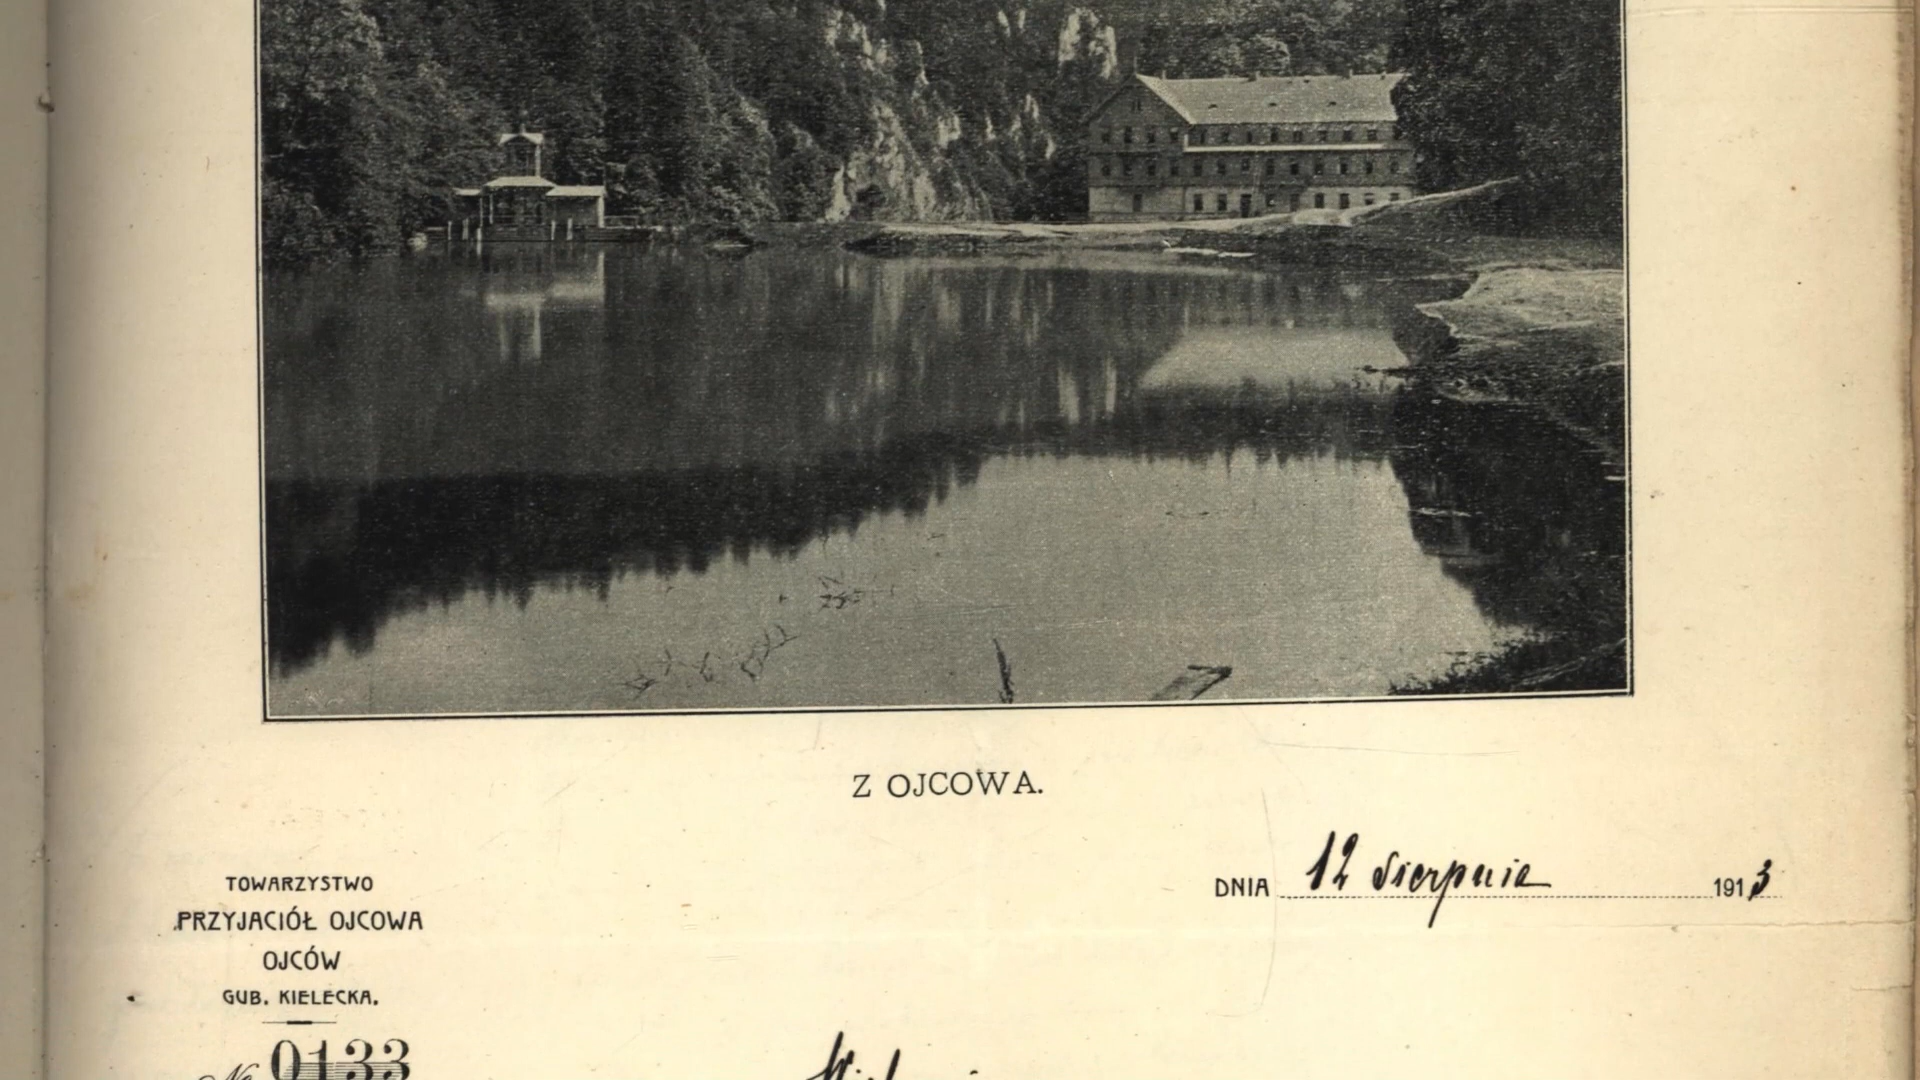 Z OJCOWA.
TOWARZYSTWO
PRZYJACIÓŁ OJCOWA
OJCÓW
GUB. KIELECKA.
No 0133
DNIA 12 sierpnia 1913